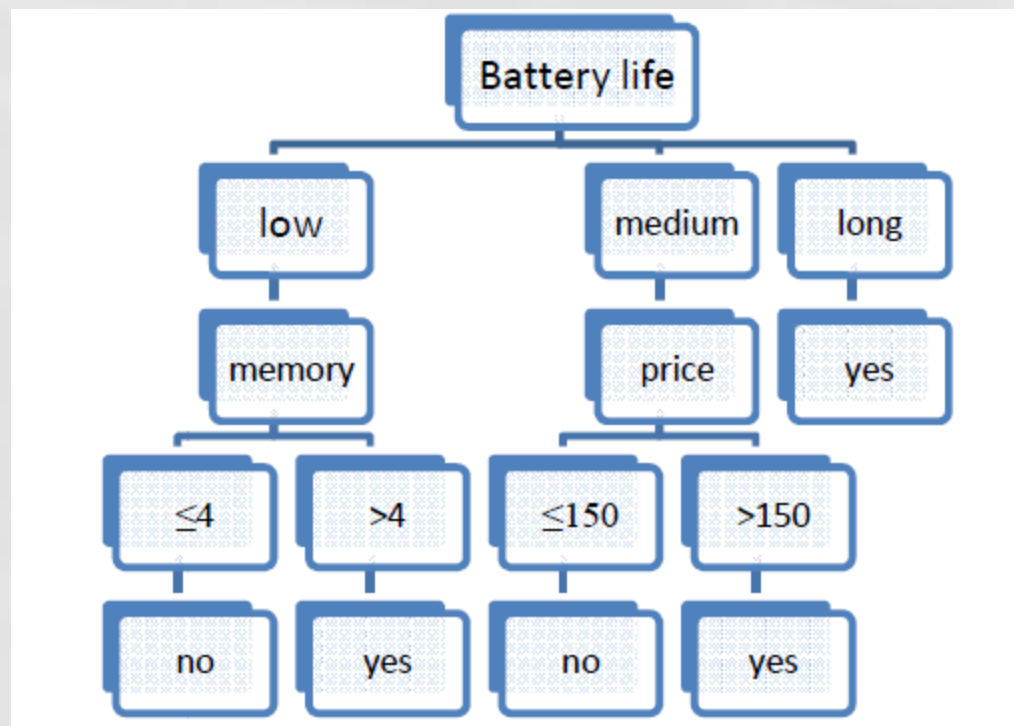 Battery life
low
medium
long
memory
price
yes
≤4
>4
≤150
>150
no
yes
no
yes